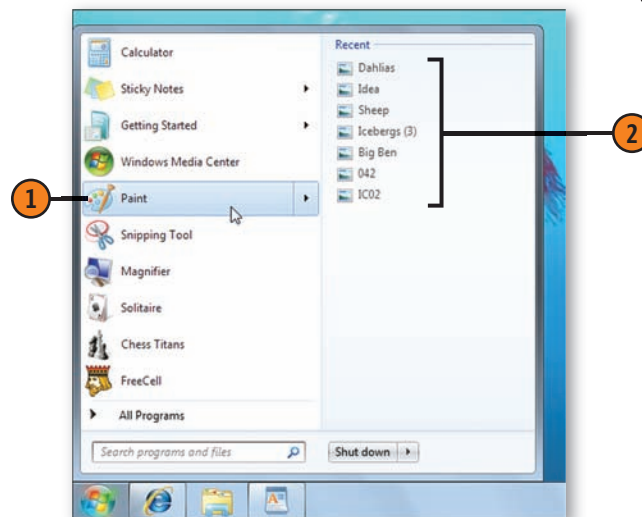 Calculator
Sticky Notes
Getting Started
Windows Media Center
Paint
Snipping Tool
Magnifier
Solitaire
Chess Titans
FreeCell
All Programs
Search programs and files
Shut down
Recent
Dahlias
Idea
Sheep
Icebergs (3)
Big Ben
042
IC02
1
2